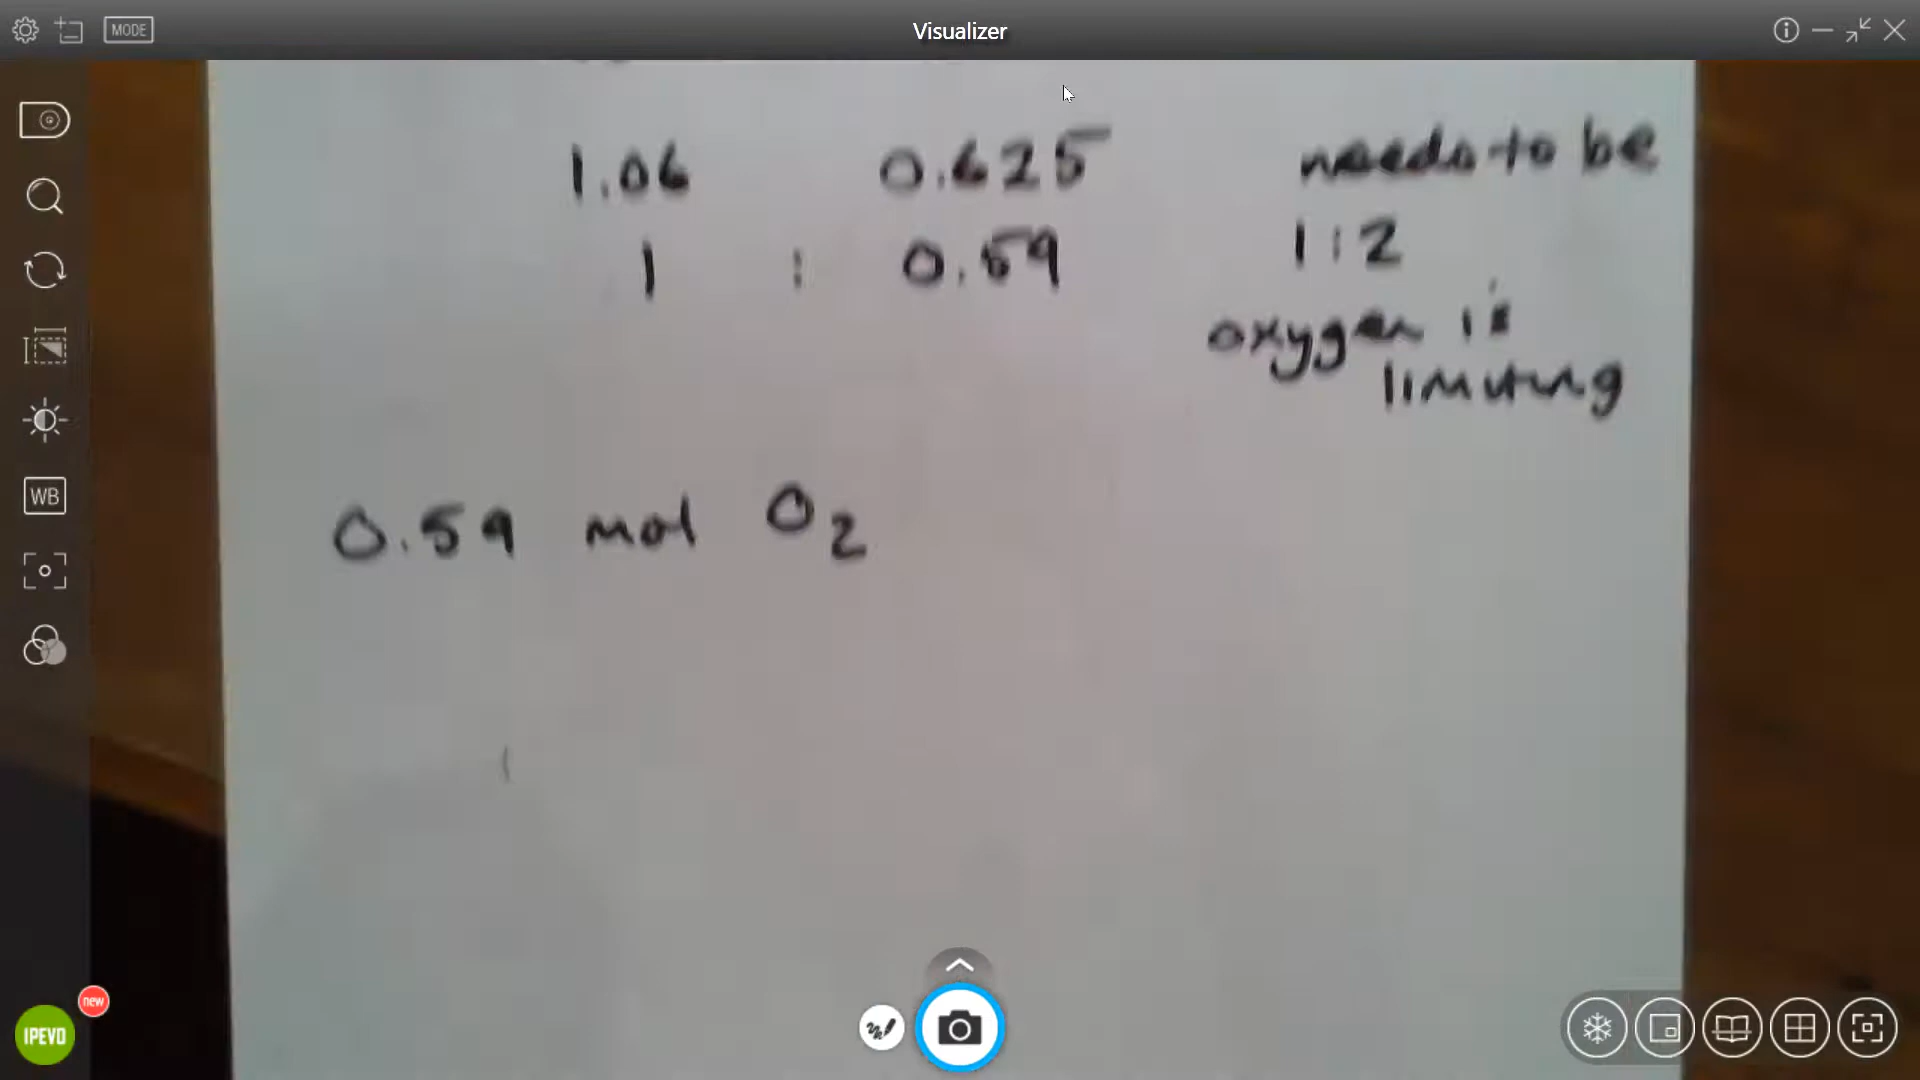 MODE
Visualizer
1.06 0.625 needs to be
1 : 0.59 1:2
oxygen is
limiting
0.59 mol O₂
WB
new
IPEVO